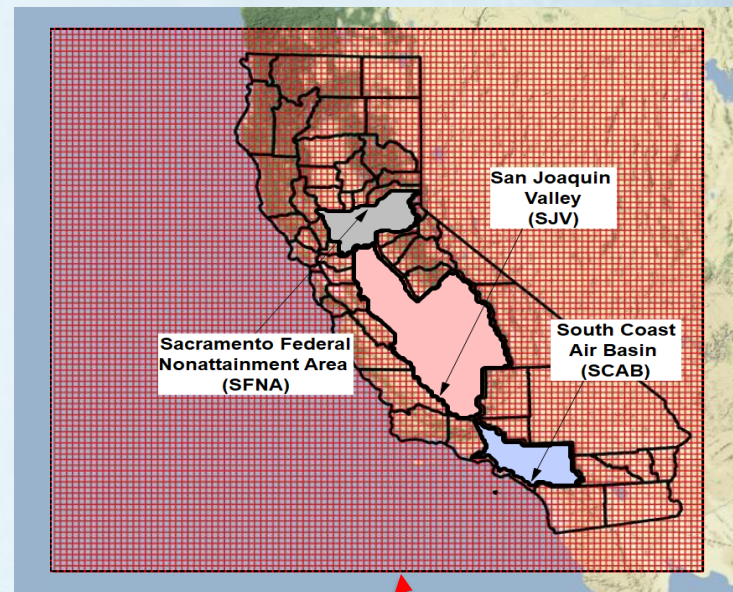 San Joaquin
Valley
(SJV)
Sacramento Federal
Nonattainment Area
(SFNA)
South Coast
Air Basin
(SCAB)